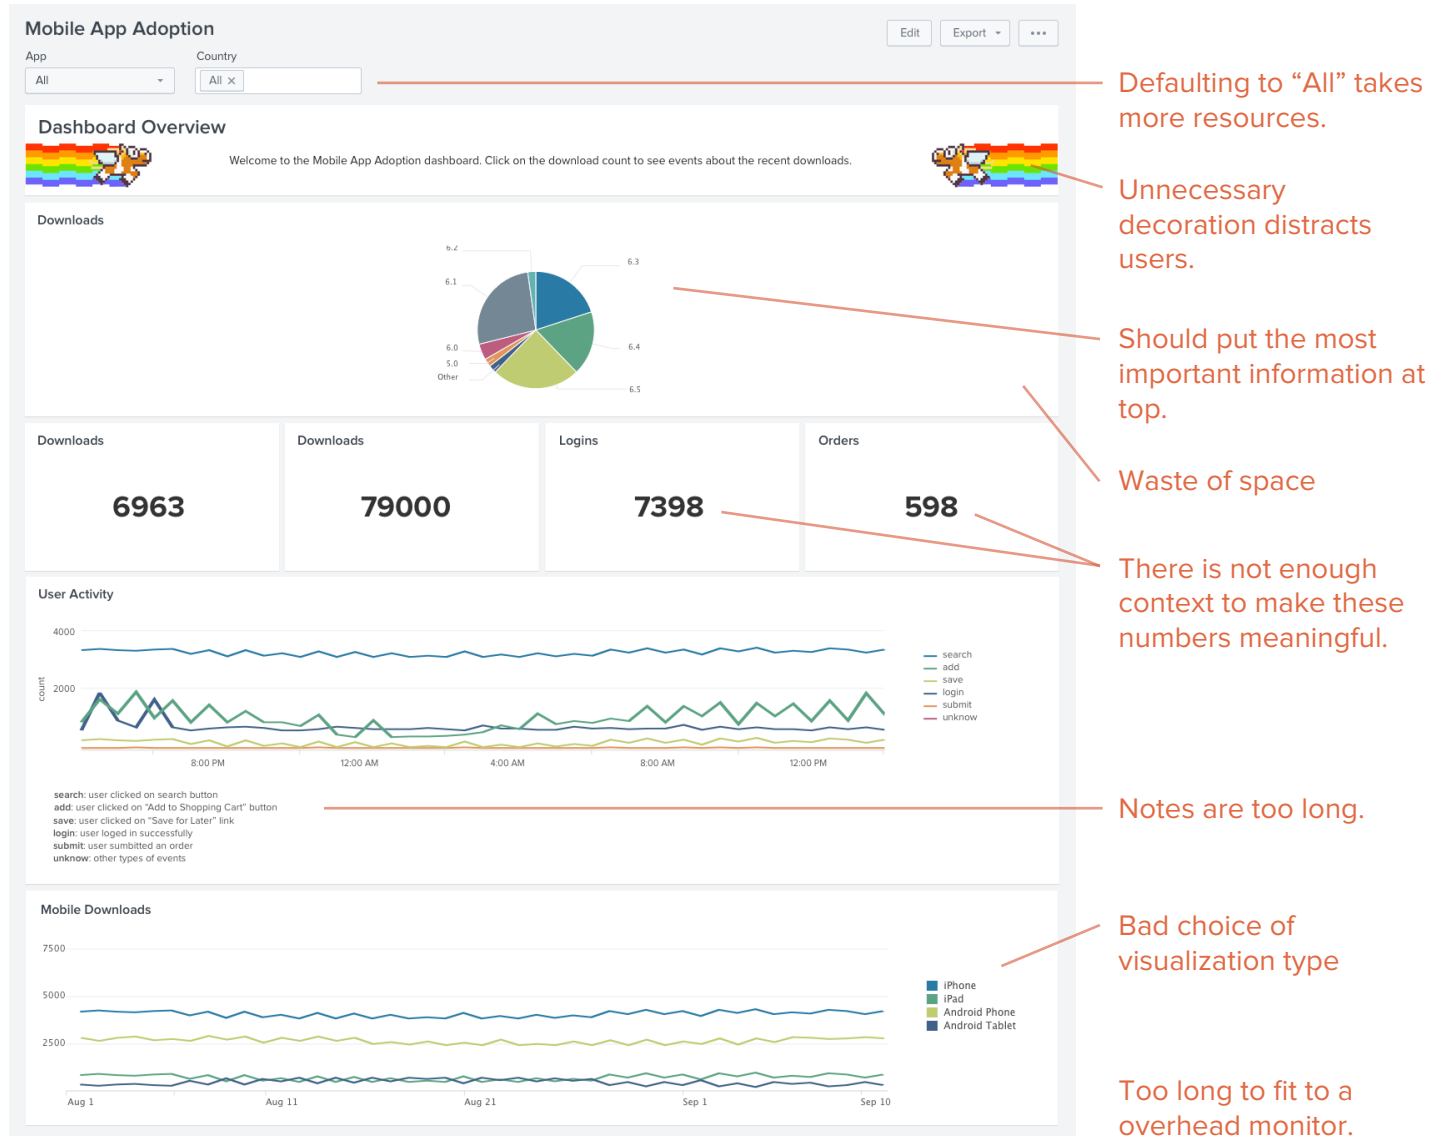 Mobile App Adoption
Edit
Export
App
Country
All
All ×
Defaulting to “All” takes
more resources.
Dashboard Overview
Welcome to the Mobile App Adoption dashboard. Click on the download count to see events about the recent downloads.
Unnecessary
decoration distracts
users.
Downloads
6.2
6.3
6.1
6.0
6.4
5.0
Other
6.5
Should put the most
important information at
top.
Waste of space
Downloads
Downloads
Logins
Orders
6963
79000
7398
598
There is not enough
context to make these
numbers meaningful.
User Activity
4000
2000
count
8:00 PM
12:00 AM
4:00 AM
8:00 AM
12:00 PM
search
add
save
login
submit
unknow
search: user clicked on search button
add: user clicked on “Add to Shopping Cart” button
save: user clicked on “Save for Later” link
login: user loged in successfully
submit: user sumbitted an order
unknow: other types of events
Notes are too long.
Mobile Downloads
7500
5000
2500
Aug 1
Aug 11
Aug 21
Sep 1
Sep 10
iPhone
iPad
Android Phone
Android Tablet
Bad choice of
visualization type
Too long to fit to a
overhead monitor.